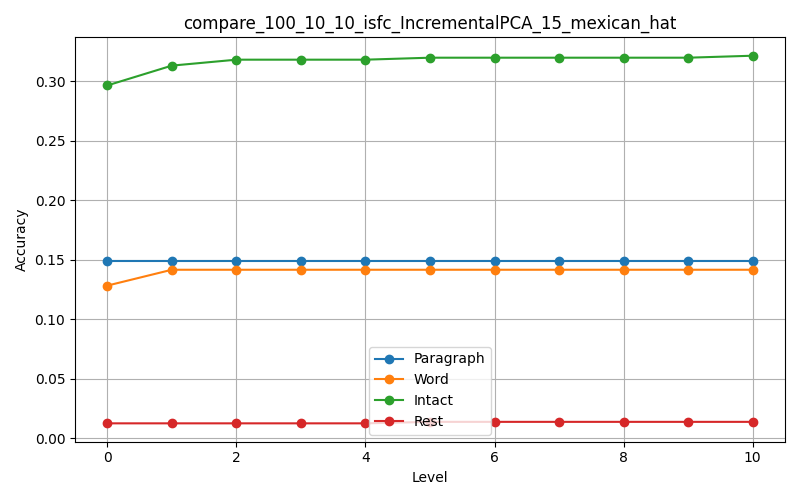 compare_100_10_10_isfc_IncrementalPCA_15_mexican_hat
0.30
0.25
0.20
0.15
0.10
0.05
0.00
Accuracy
Paragraph
Word
Intact
Rest
0 2 4 6 8 10
Level